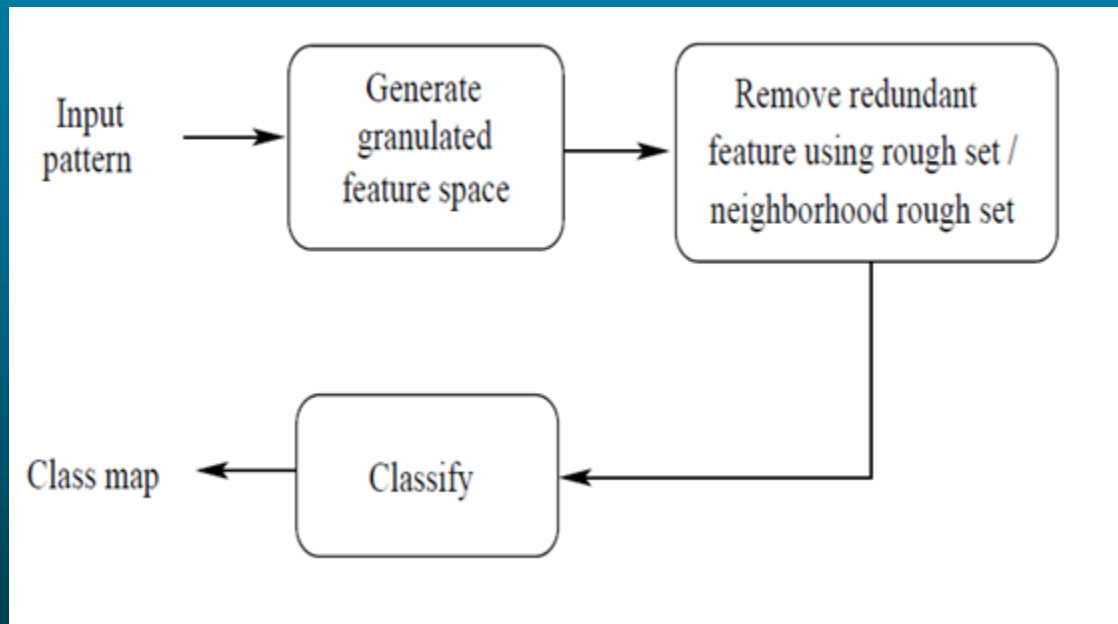 Input
pattern
Generate
granulated
feature space
Remove redundant
feature using rough set /
neighborhood rough set
Class map
Classify